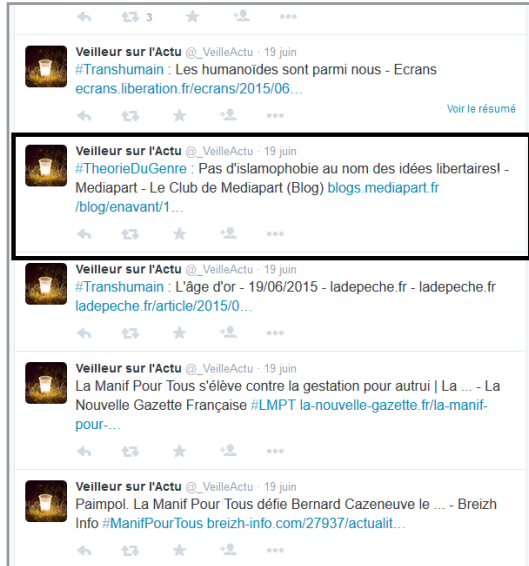 3
Veilleur sur l'Actu @_VeilleActu · 19 juin
#Transhumain : Les humanoïdes sont parmi nous - Ecrans
ecrans.liberation.fr/ecrans/2015/06…
Voir le résumé
Veilleur sur l'Actu @_VeilleActu · 19 juin
#TheorieDuGenre : Pas d'islamophobie au nom des idées libertaires! -
Mediapart - Le Club de Mediapart (Blog) blogs.mediapart.fr
/blog/enavant/1…
Veilleur sur l'Actu @_VeilleActu · 19 juin
#Transhumain : L'âge d'or - 19/06/2015 - ladepeche.fr - ladepeche.fr
ladepeche.fr/article/2015/0…
Veilleur sur l'Actu @_VeilleActu · 19 juin
La Manif Pour Tous s'élève contre la gestation pour autrui | La ... - La
Nouvelle Gazette Française #LMPT la-nouvelle-gazette.fr/la-manif-
pour-…
Veilleur sur l'Actu @_VeilleActu · 19 juin
Paimpol. La Manif Pour Tous défie Bernard Cazeneuve le ... - Breizh
Info #ManifPourTous breizh-info.com/27937/actualit…